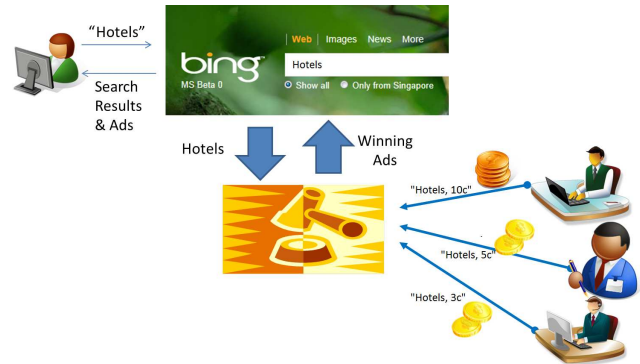 "Hotels"
Search
Results
& Ads
Web Images News More
bing
Hotels
MS Beta 0
Show all Only from Singapore
Hotels
Winning
Ads
"Hotels, 10c"
"Hotels, 5c"
"Hotels, 3c"